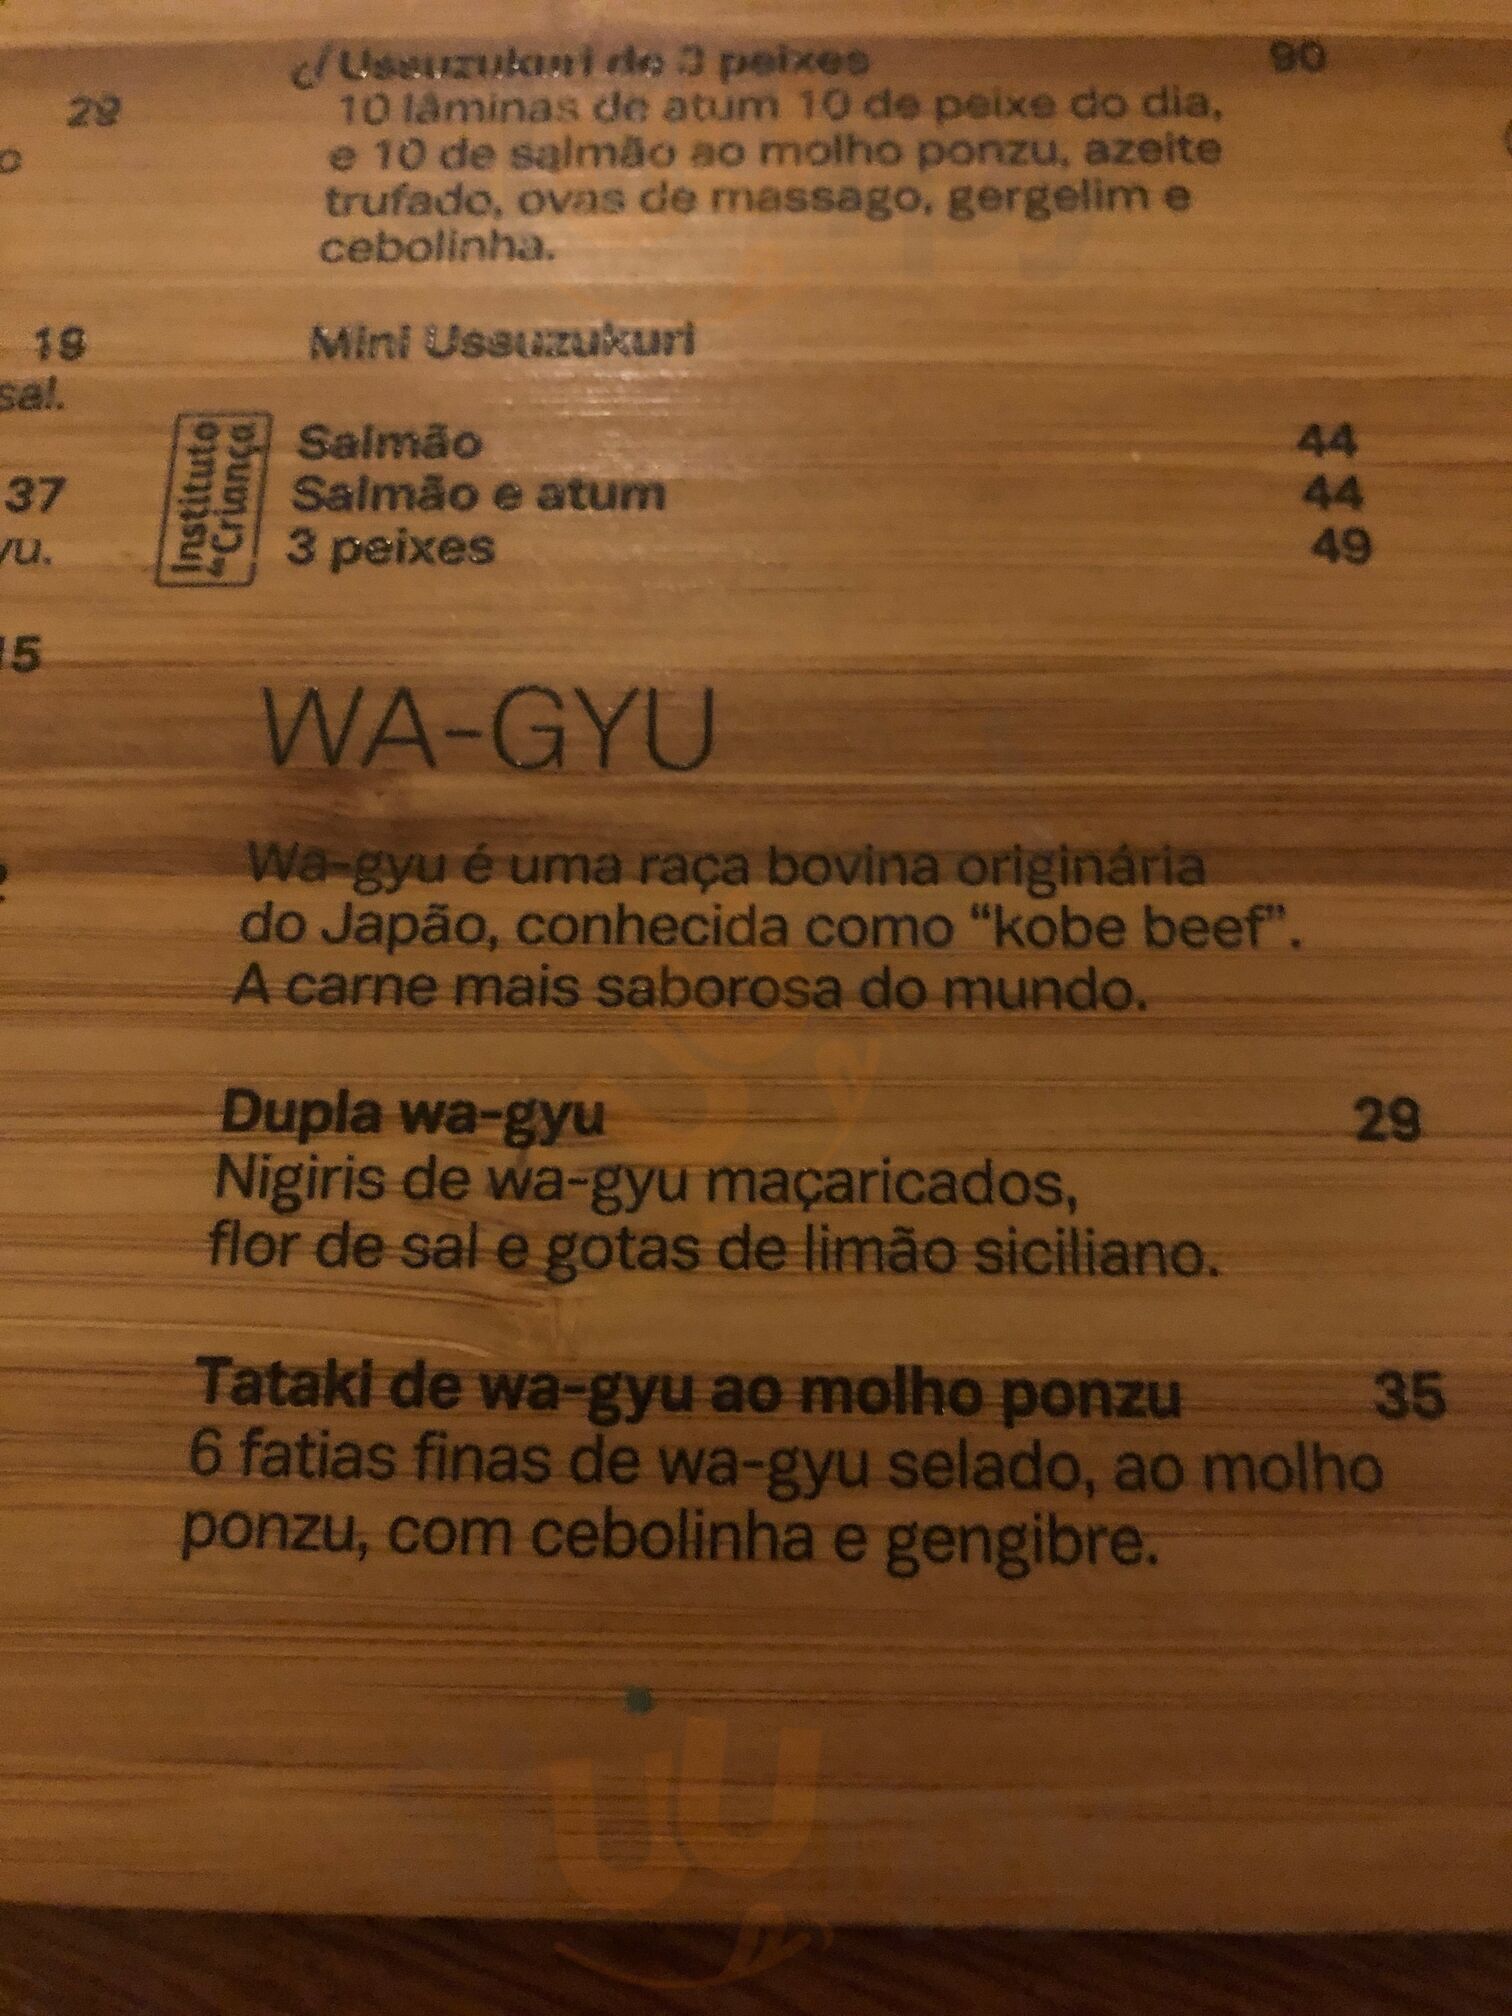 Ussuzukuri de 3 peixes 90
10 lâminas de atum 10 de peixe do dia,
e 10 de salmão ao molho ponzu, azeite
trufado, ovas de massago, gergelim e
cebolinha.
29
19
sal.
37
15
Mini Ussuzukuri
Instituto
da Criança
Salmão 44
Salmão e atum 44
3 peixes 49
WA-GYU
Wa-gyu é uma raça bovina originária
do Japão, conhecida como “kobe beef”.
A carne mais saborosa do mundo.
Dupla wa-gyu 29
Nigiris de wa-gyu maçaricados,
flor de sal e gotas de limão siciliano.
Tataki de wa-gyu ao molho ponzu 35
6 fatias finas de wa-gyu selado, ao molho
ponzu, com cebolinha e gengibre.